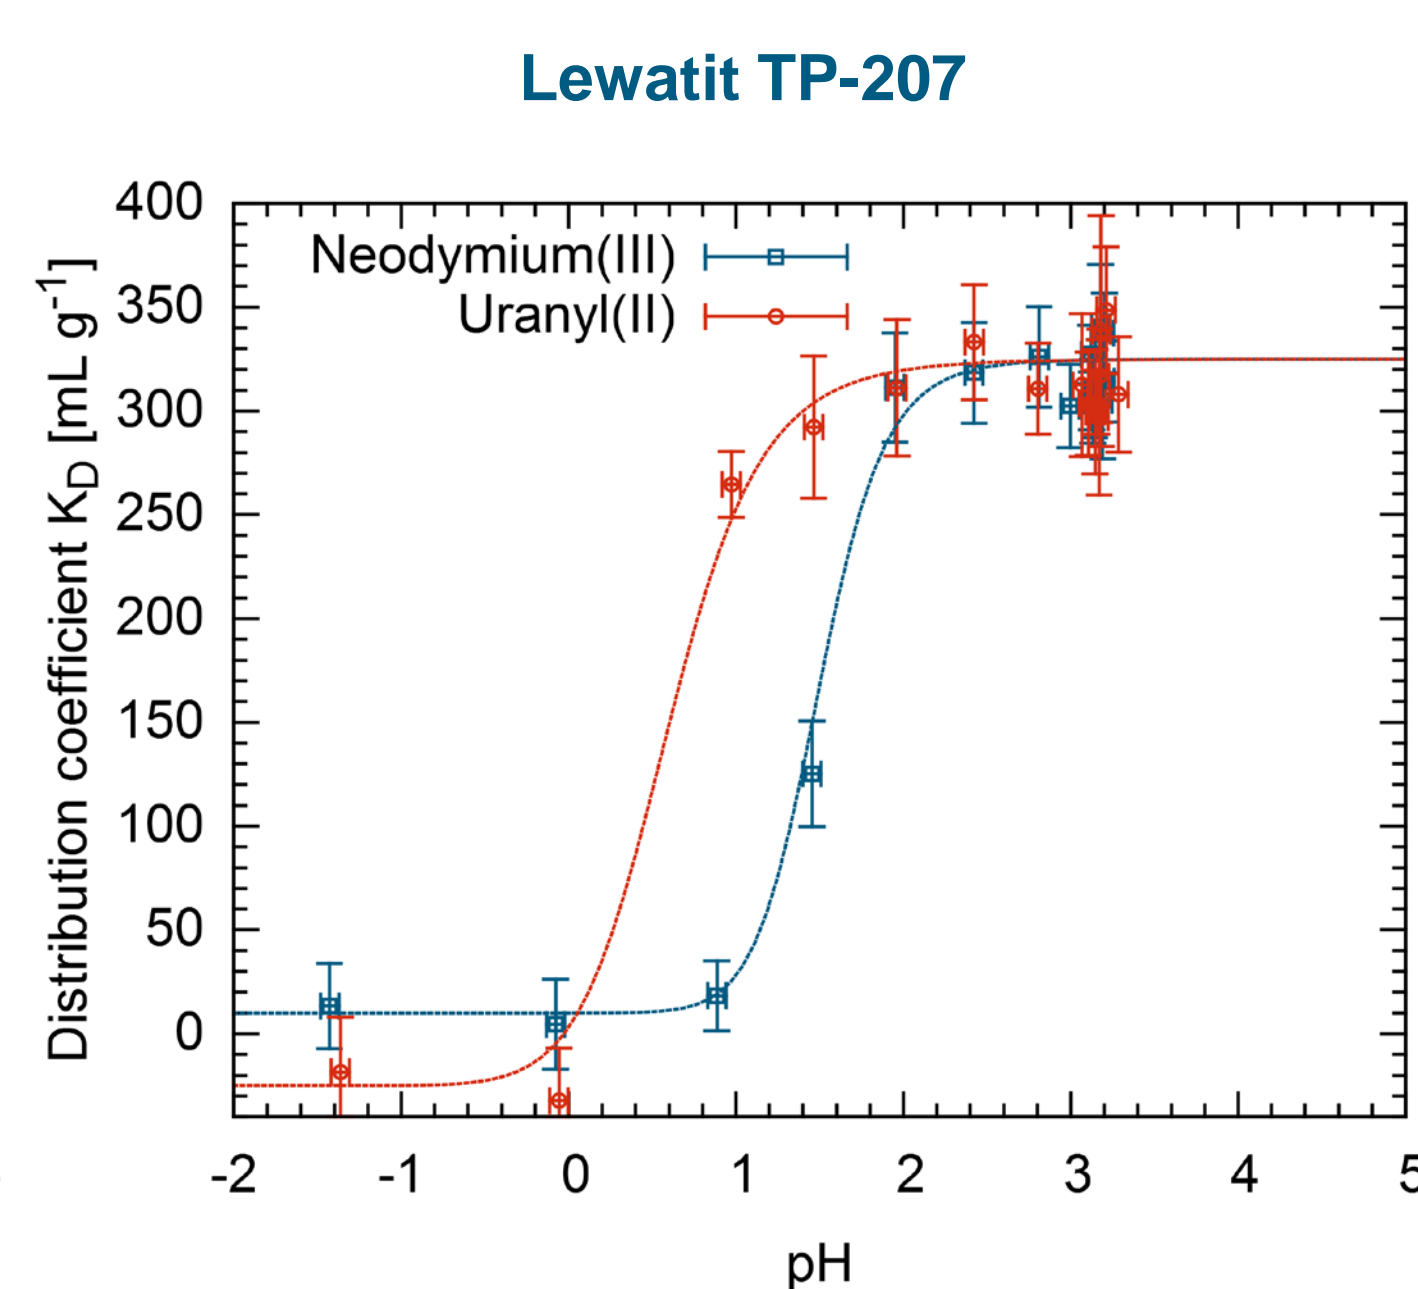 Lewatit TP-207
Distribution coefficient K_D [mL g^-1]
400
350
300
250
200
150
100
50
0
Neodymium(III)
Uranyl(II)
-2 -1 0 1 2 3 4 5
pH